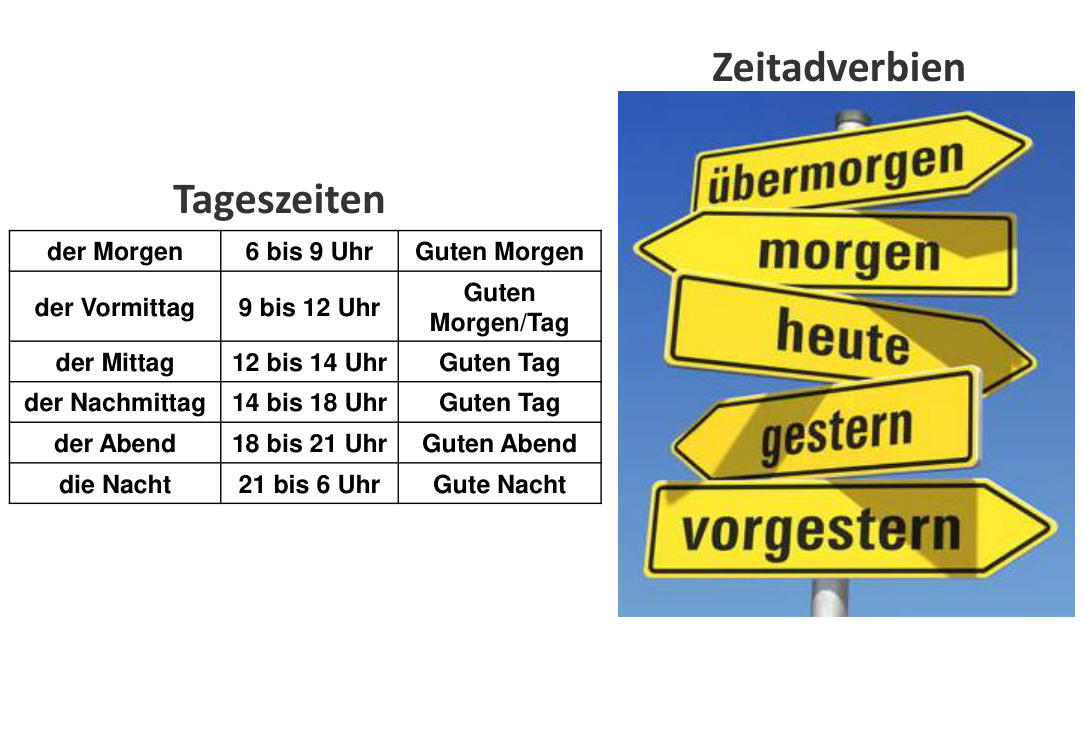 Zeitadverbien
Tageszeiten
der Morgen 6 bis 9 Uhr Guten Morgen
der Vormittag 9 bis 12 Uhr Guten
Morgen/Tag
der Mittag 12 bis 14 Uhr Guten Tag
der Nachmittag 14 bis 18 Uhr Guten Tag
der Abend 18 bis 21 Uhr Guten Abend
die Nacht 21 bis 6 Uhr Gute Nacht
übermorgen
morgen
heute
gestern
vorgestern